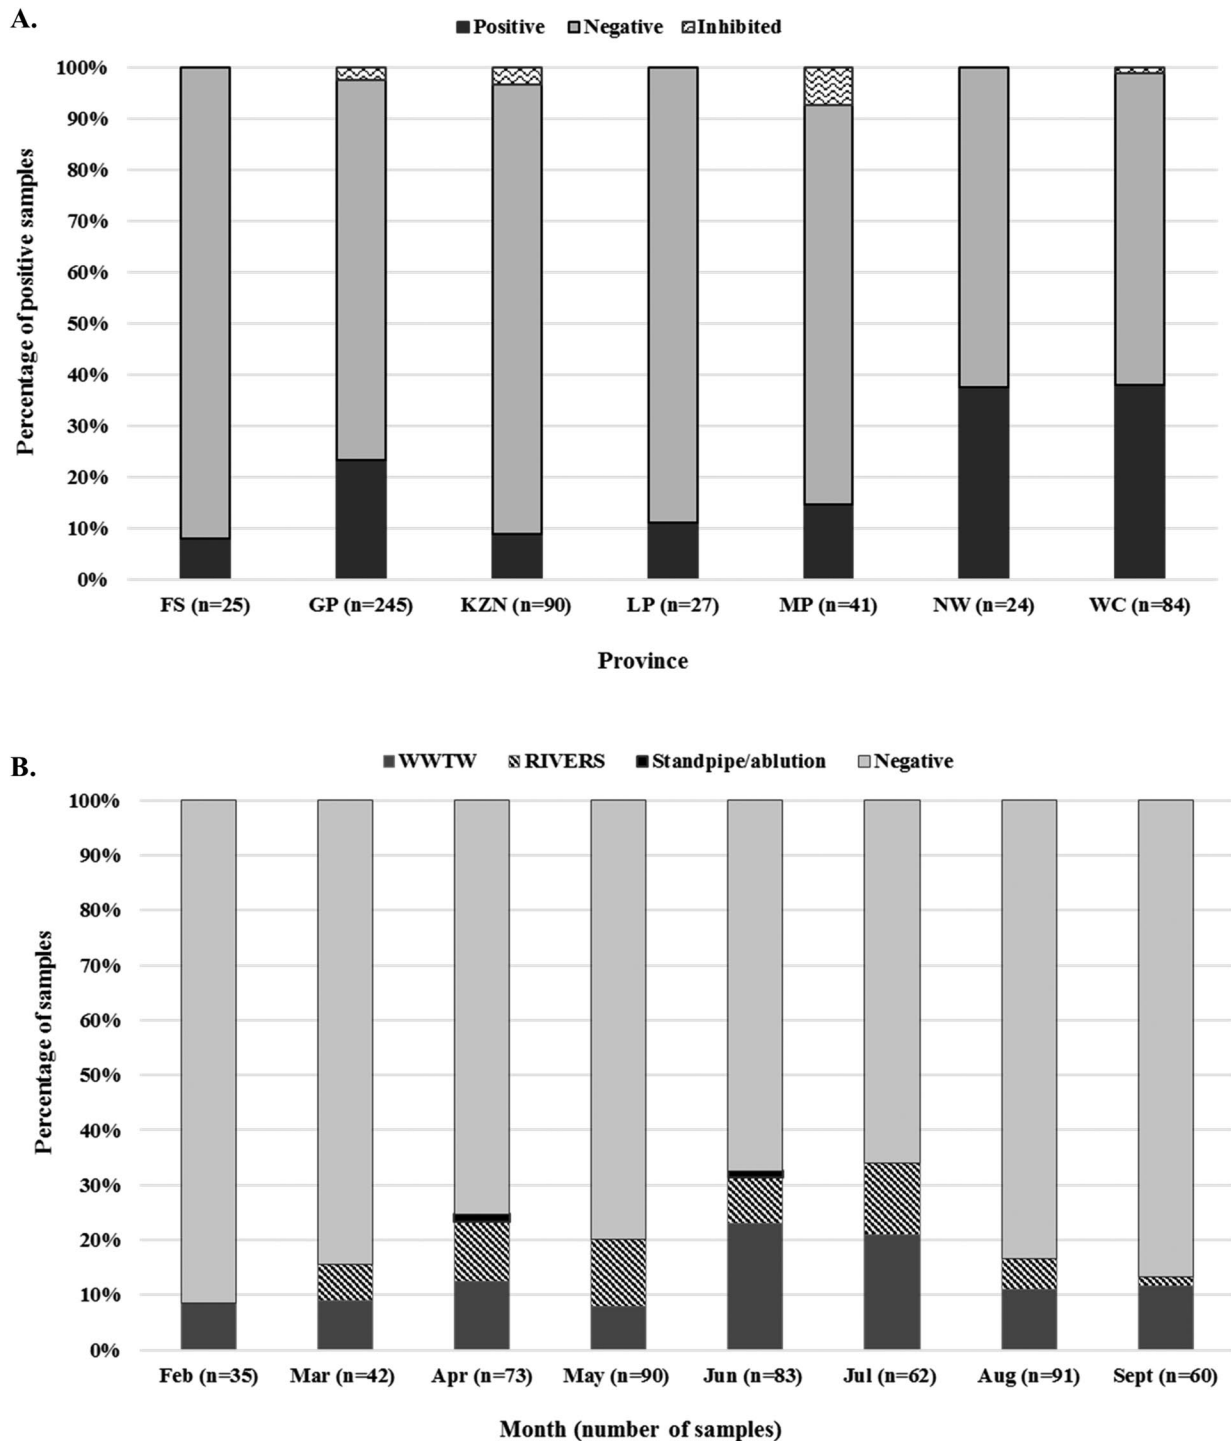 A.
Positive Negative Inhibited
100%
90%
80%
70%
60%
50%
40%
30%
20%
10%
0%
Percentage of positive samples
FS (n=25) GP (n=245) KZN (n=90) LP (n=27) MP (n=41) NW (n=24) WC (n=84)
Province
B.
WWTW RIVERS Standpipe/ablution Negative
100%
90%
80%
70%
60%
50%
40%
30%
20%
10%
0%
Percentage of samples
Feb (n=35) Mar (n=42) Apr (n=73) May (n=90) Jun (n=83) Jul (n=62) Aug (n=91) Sept (n=60)
Month (number of samples)